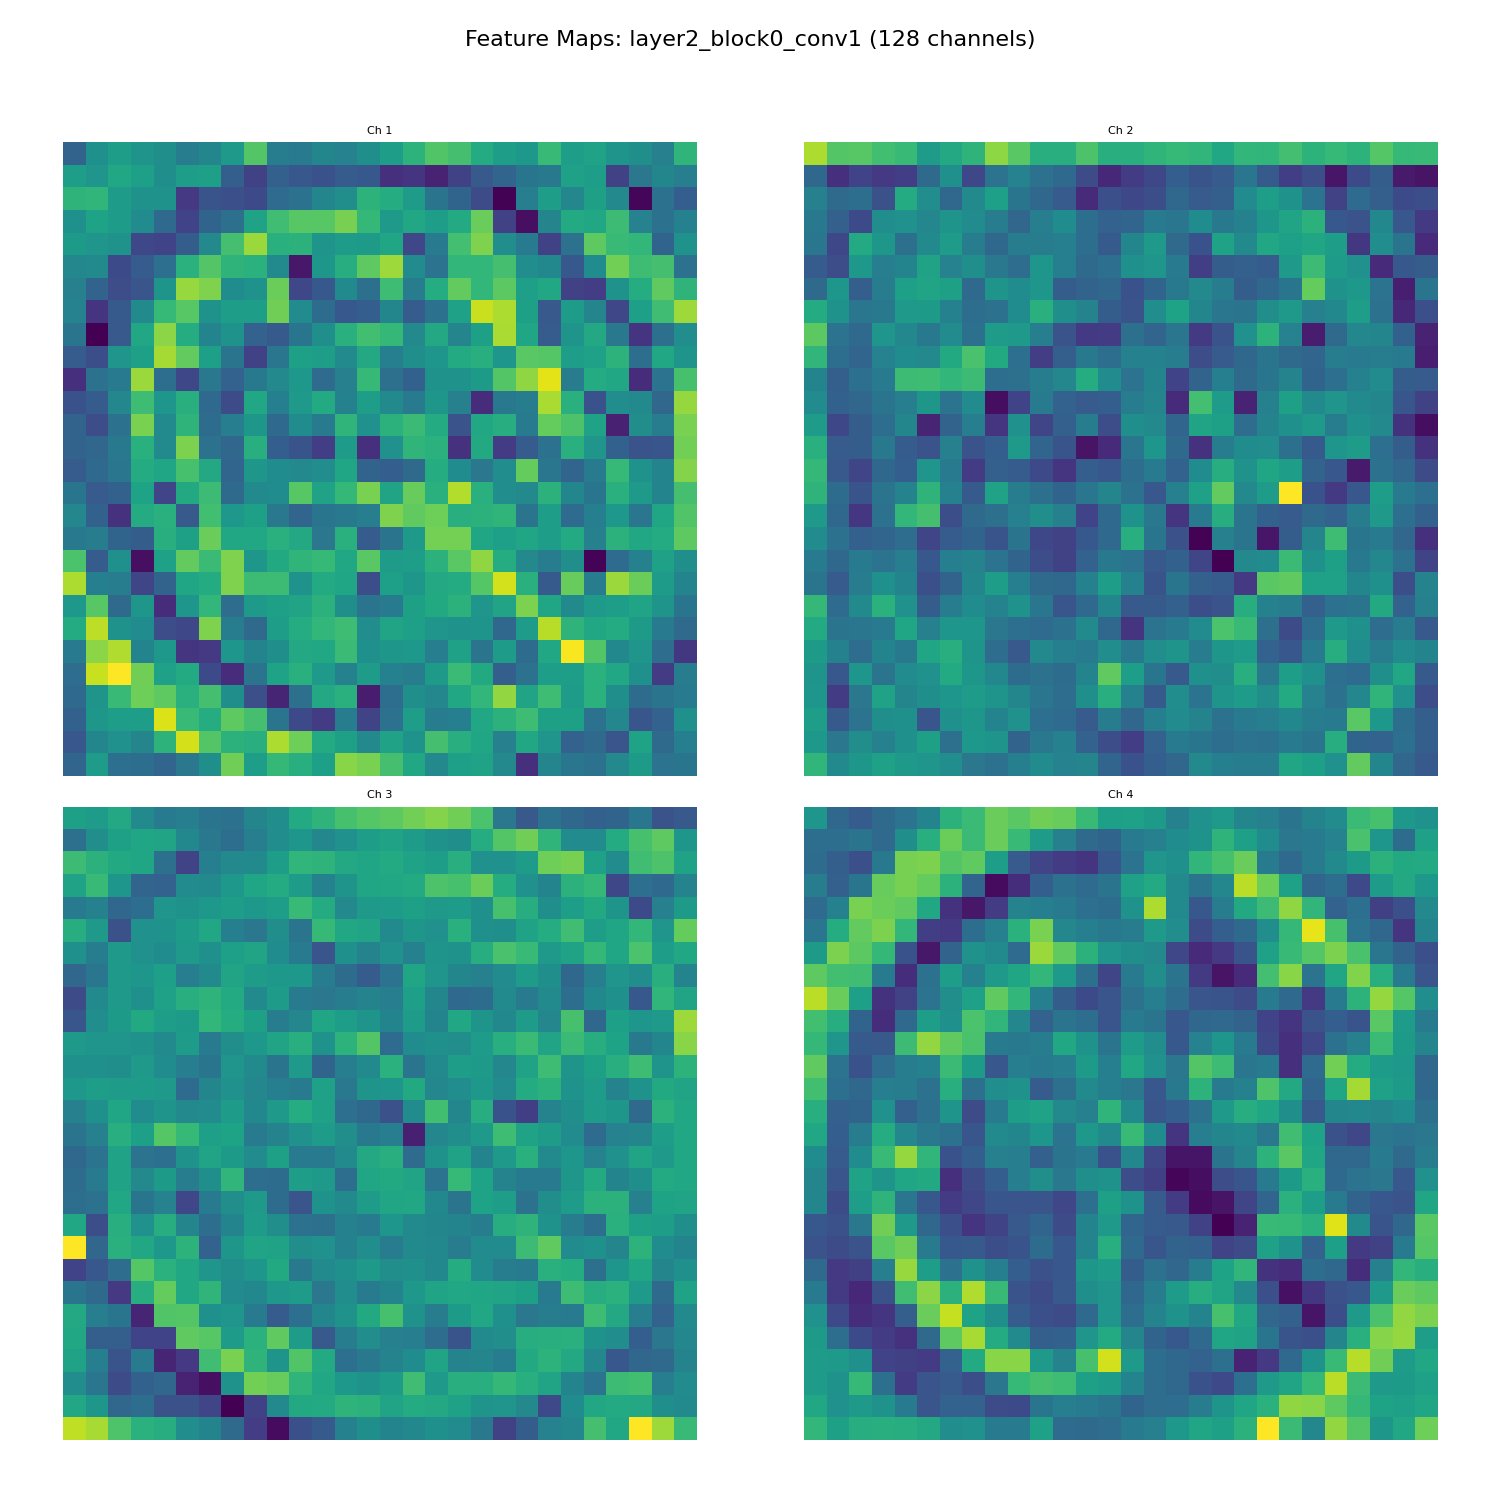 Feature Maps: layer2_block0_conv1 (128 channels)
Ch 1
Ch 2
Ch 3
Ch 4